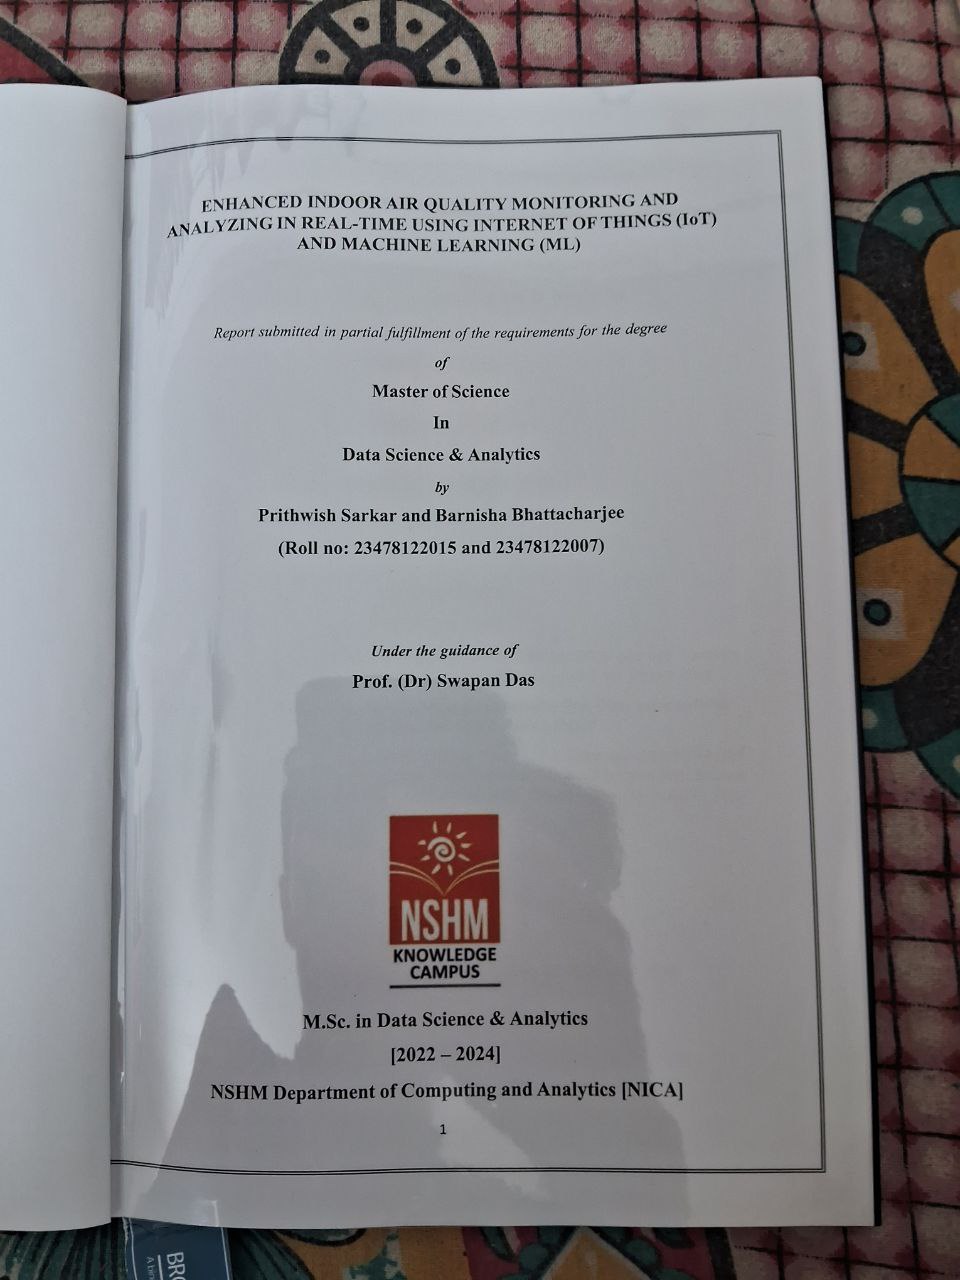 ENHANCED INDOOR AIR QUALITY MONITORING AND
ANALYZING IN REAL-TIME USING INTERNET OF THINGS (IoT)
AND MACHINE LEARNING (ML)
Report submitted in partial fulfillment of the requirements for the degree
of
Master of Science
In
Data Science & Analytics
by
Prithwish Sarkar and Barnisha Bhattacharjee
(Roll no: 23478122015 and 23478122007)
Under the guidance of
Prof. (Dr) Swapan Das
NSHM
KNOWLEDGE
CAMPUS
M.Sc. in Data Science & Analytics
[2022 – 2024]
NSHM Department of Computing and Analytics [NICA]
1